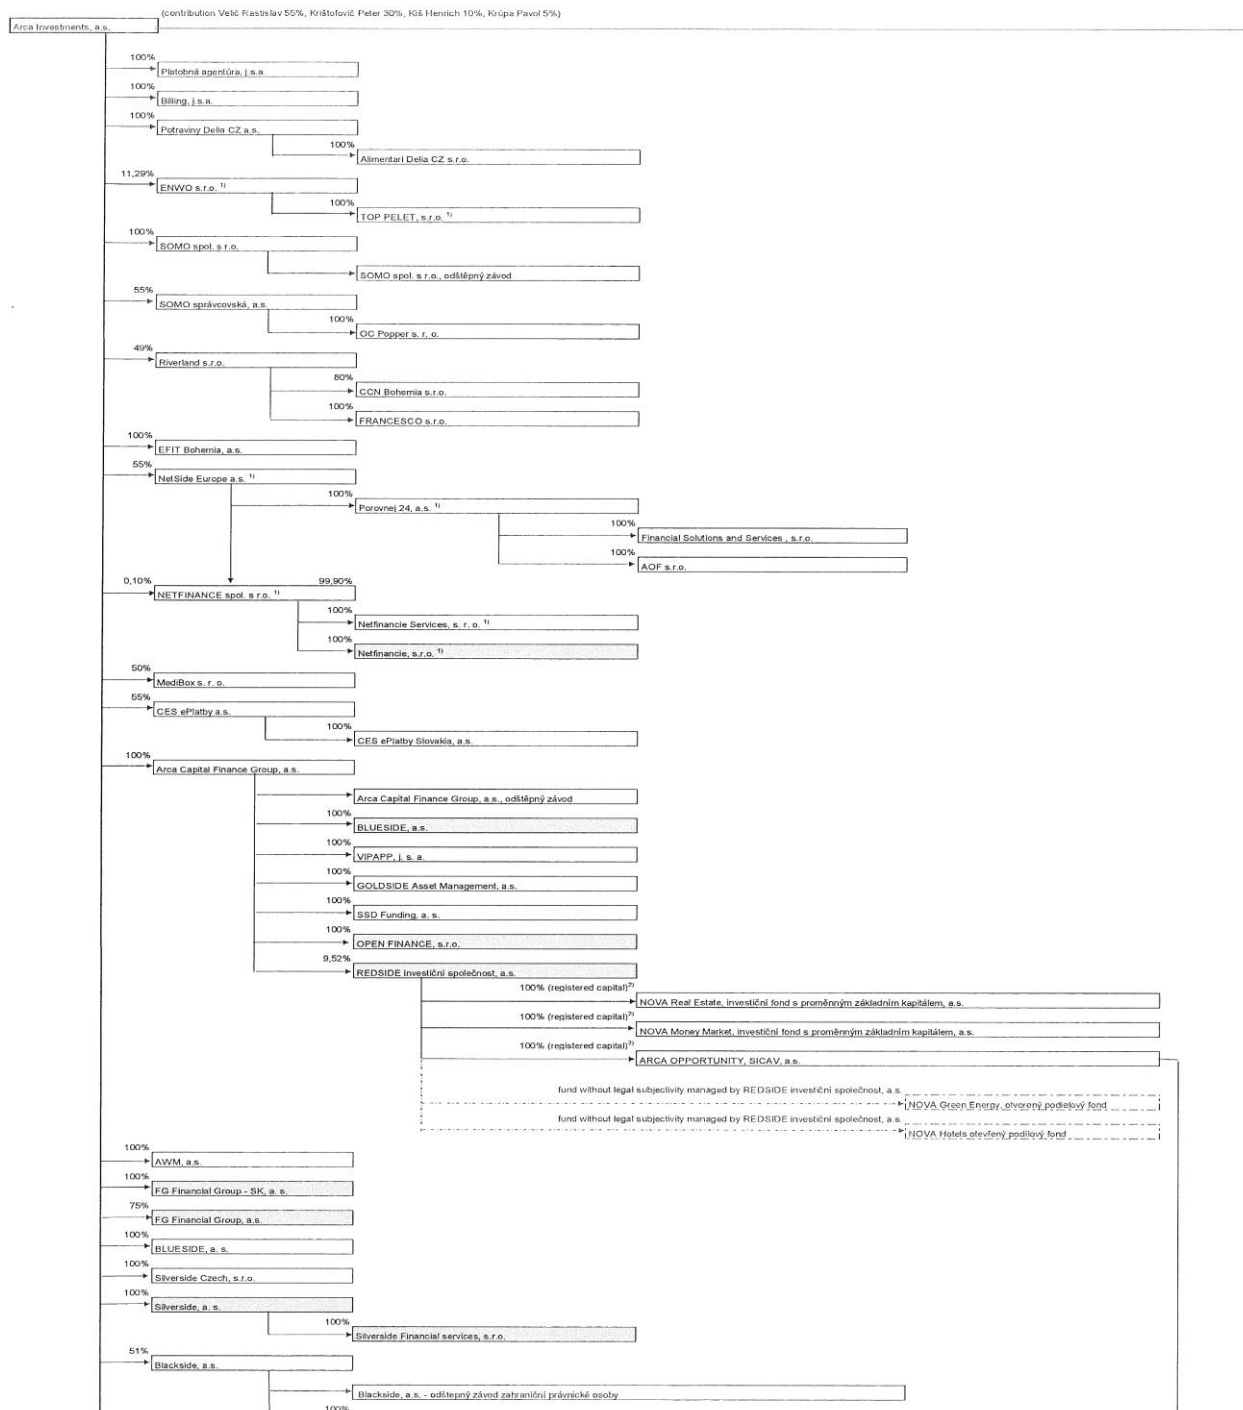 (contribution Velič Rastislav 55%, Krištofovič Peter 30%, Kiš Henrich 10%, Krúpa Pavol 5%)
Arca Investments, a.s.
100%
Platobná agentúra, j.s.a.
100%
Billing, j.s.a.
100%
Potraviny Delia CZ a.s.
100%
Alimentari Delia CZ s.r.o.
11,29%
ENWO s.r.o. 1)
100%
TOP PELET, s.r.o. 1)
100%
SOMO spol. s r.o.
SOMO spol. s r.o., odštěpný závod
55%
SOMO správcovská, a.s.
100%
OC Popper s. r. o.
49%
Riverland s.r.o.
80%
CCN Bohemia s.r.o.
100%
FRANCESCO s.r.o.
100%
EFIT Bohemia, a.s.
55%
NetSide Europe a.s. 1)
100%
Porovnej 24, a.s. 1)
100%
Financial Solutions and Services , s.r.o.
100%
AOF s.r.o.
0,10% 99,90%
NETFINANCE spol. s r.o. 1)
100%
Netfinancie Services, s. r. o. 1)
100%
Netfinancie, s.r.o. 1)
50%
MediBox s. r. o.
55%
CES ePlatby a.s.
100%
CES ePlatby Slovakia, a.s.
100%
Arca Capital Finance Group, a.s.
Arca Capital Finance Group, a.s., odštěpný závod
100%
BLUESIDE, a.s.
100%
VIPAPP, j. s. a.
100%
GOLDSIDE Asset Management, a.s.
100%
SSD Funding, a. s.
100%
OPEN FINANCE, s.r.o.
9,52%
REDSIDE investiční společnost, a.s.
100% (registered capital)2)
NOVA Real Estate, investiční fond s proměnným základním kapitálem, a.s.
100% (registered capital)2)
NOVA Money Market, investiční fond s proměnným základním kapitálem, a.s.
100% (registered capital)2)
ARCA OPPORTUNITY, SICAV, a.s.
fund without legal subjectivity managed by REDSIDE investiční společnost, a.s.
NOVA Green Energy, otvorený podielový fond
fund without legal subjectivity managed by REDSIDE investiční společnost, a.s.
NOVA Hotels otevřený podílový fond
100%
AWM, a.s.
100%
FG Financial Group - SK, a. s.
75%
FG Financial Group, a.s.
100%
BLUESIDE, a. s.
100%
Silverside Czech, s.r.o.
100%
Silverside, a. s.
100%
Silverside Financial services, s.r.o.
51%
Blackside, a.s.
Blackside, a.s. - odštepný závod zahraniční právnické osoby
100%